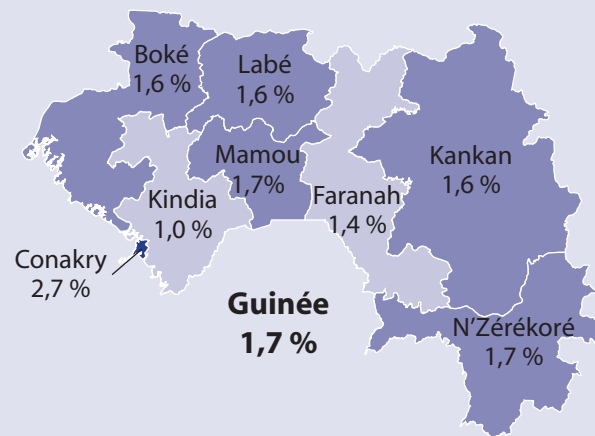 Boké
1,6 %
Labé
1,6 %
Mamou
1,7%
Kankan
1,6 %
Kindia
1,0 %
Faranah
1,4 %
Conakry
2,7 %
Guinée
1,7 %
N’Zérékoré
1,7 %